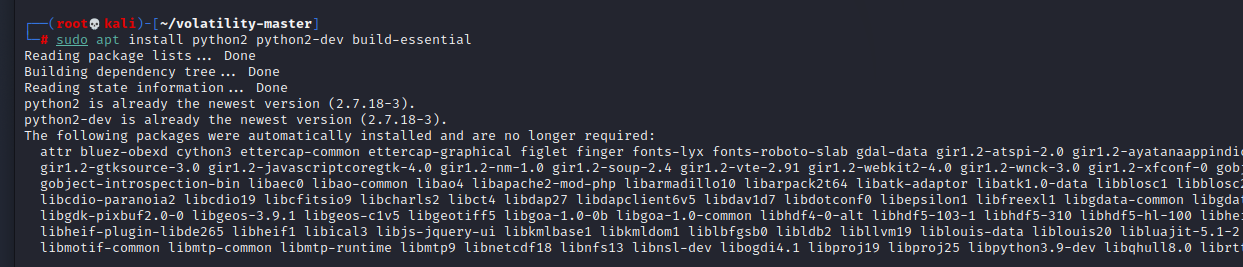 ┌──(root💀kali)-[~/volatility-master]
└─# sudo apt install python2 python2-dev build-essential
Reading package lists... Done
Building dependency tree... Done
Reading state information... Done
python2 is already the newest version (2.7.18-3).
python2-dev is already the newest version (2.7.18-3).
The following packages were automatically installed and are no longer required:
attr bluez-obexd cython3 ettercap-common ettercap-graphical figlet finger fonts-lyx fonts-roboto-slab gdal-data gir1.2-atspi-2.0 gir1.2-ayatanaappindic
gir1.2-gtksource-3.0 gir1.2-javascriptcoregtk-4.0 gir1.2-nm-1.0 gir1.2-soup-2.4 gir1.2-vte-2.91 gir1.2-webkit2-4.0 gir1.2-wnck-3.0 gir1.2-xfconf-0 gobj
gobject-introspection-bin libaec0 libao-common libao4 libapache2-mod-php libarmadillo10 libarpack2t64 libatk-adaptor libatk1.0-data libblosc1 libblosc2
libcdio-paranoia2 libcdio19 libcfitsio9 libcharls2 libct4 libdap27 libdapclient6v5 libdav1d7 libdotconf0 libepsilon1 libfreexl1 libgdata-common libgdat
libgdk-pixbuf2.0-0 libgeos-3.9.1 libgeos-c1v5 libgeotiff5 libgoa-1.0-0b libgoa-1.0-common libhdf4-0-alt libhdf5-103-1 libhdf5-310 libhdf5-hl-100 libhei
libheif-plugin-libde265 libheif1 libical3 libjs-jquery-ui libkmlbase1 libkmldom1 liblbfgsb0 libldb2 libllvm19 liblouis-data liblouis20 libluajit-5.1-2
libmotif-common libmtp-common libmtp-runtime libmtp9 libnetcdf18 libnfs13 libnsl-dev libogdi4.1 libproj19 libproj25 libpython3.9-dev libqhull8.0 librtt